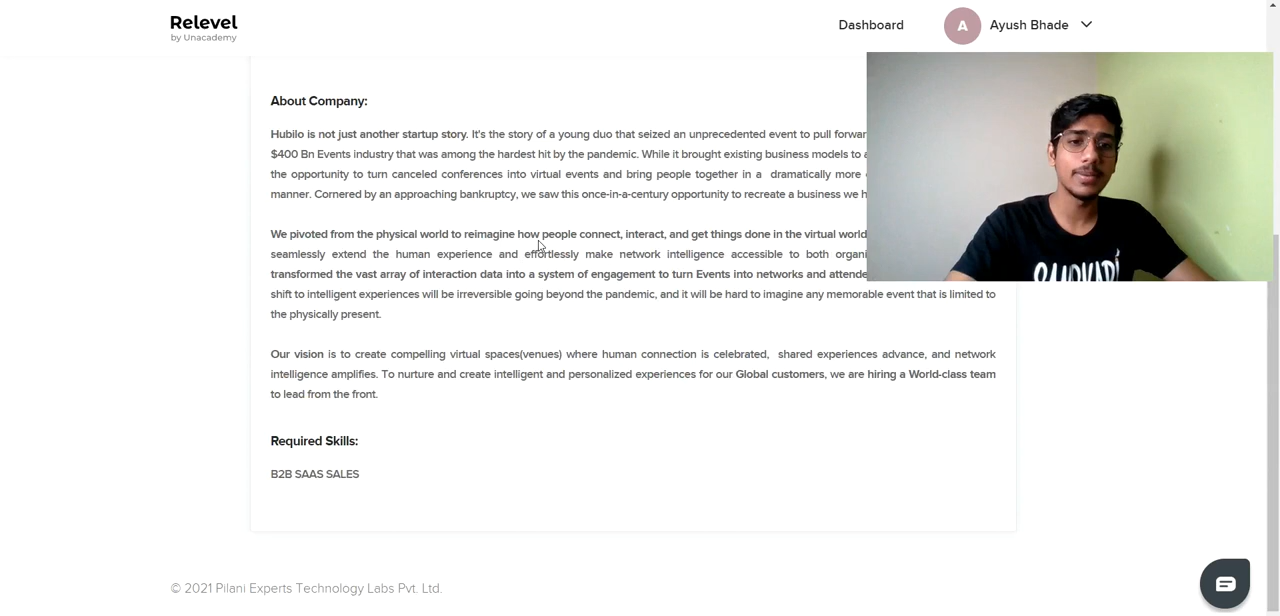 Relevel
by Unacademy
Dashboard
A
Ayush Bhade
About Company:
Hubilo is not just another startup story. It's the story of a young duo that seized an unprecedented event to pull forwar
$400 Bn Events industry that was among the hardest hit by the pandemic. While it brought existing business models to a
the opportunity to turn canceled conferences into virtual events and bring people together in a dramatically more
manner. Cornered by an approaching bankruptcy, we saw this once-in-a-century opportunity to recreate a business we h
We pivoted from the physical world to reimagine how people connect, interact, and get things done in the virtual world
seamlessly extend the human experience and effortlessly make network intelligence accessible to both organi
transformed the vast array of interaction data into a system of engagement to turn Events into networks and attende
shift to intelligent experiences will be irreversible going beyond the pandemic, and it will be hard to imagine any memorable event that is limited to
the physically present.
Our vision is to create compelling virtual spaces(venues) where human connection is celebrated, shared experiences advance, and network
intelligence amplifies. To nurture and create intelligent and personalized experiences for our Global customers, we are hiring a World-class team
to lead from the front.
Required Skills:
B2B SAAS SALES
© 2021 Pilani Experts Technology Labs Pvt. Ltd.